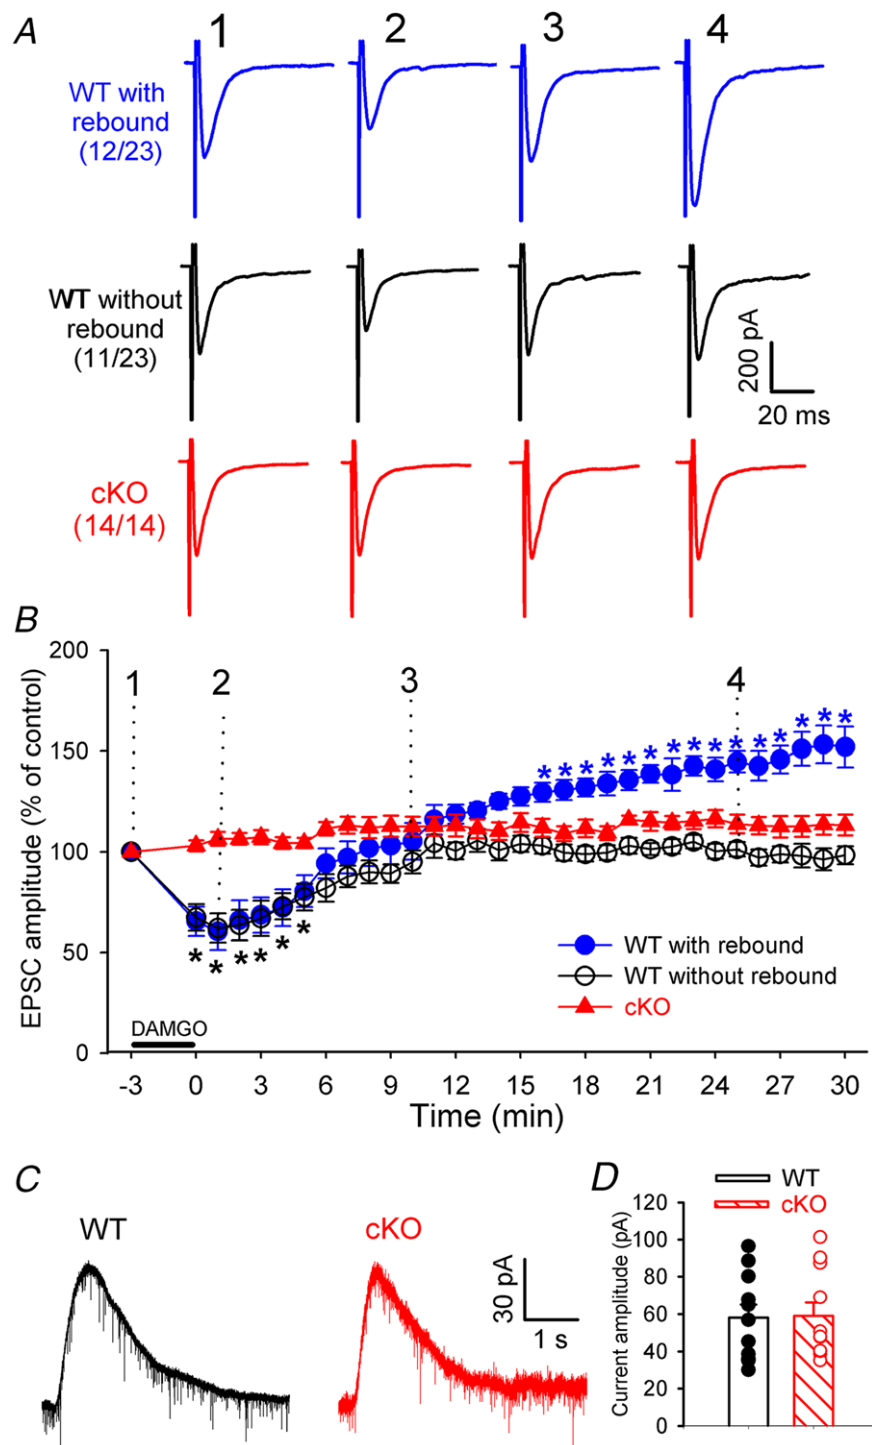 A
1 2 3 4
WT with
rebound
(12/23)
WT without
rebound
(11/23)
200 pA
20 ms
cKO
(14/14)
B
EPSC amplitude (% of control)
200
150
100
50
0
1 2 3 4
* * * * * * * * * * * * * * *
* * * * * *
WT with rebound
WT without rebound
cKO
DAMGO
-3 0 3 6 9 12 15 18 21 24 27 30
Time (min)
C
WT
cKO
30 pA
1 s
D
WT
cKO
Current amplitude (pA)
120
100
80
60
40
20
0